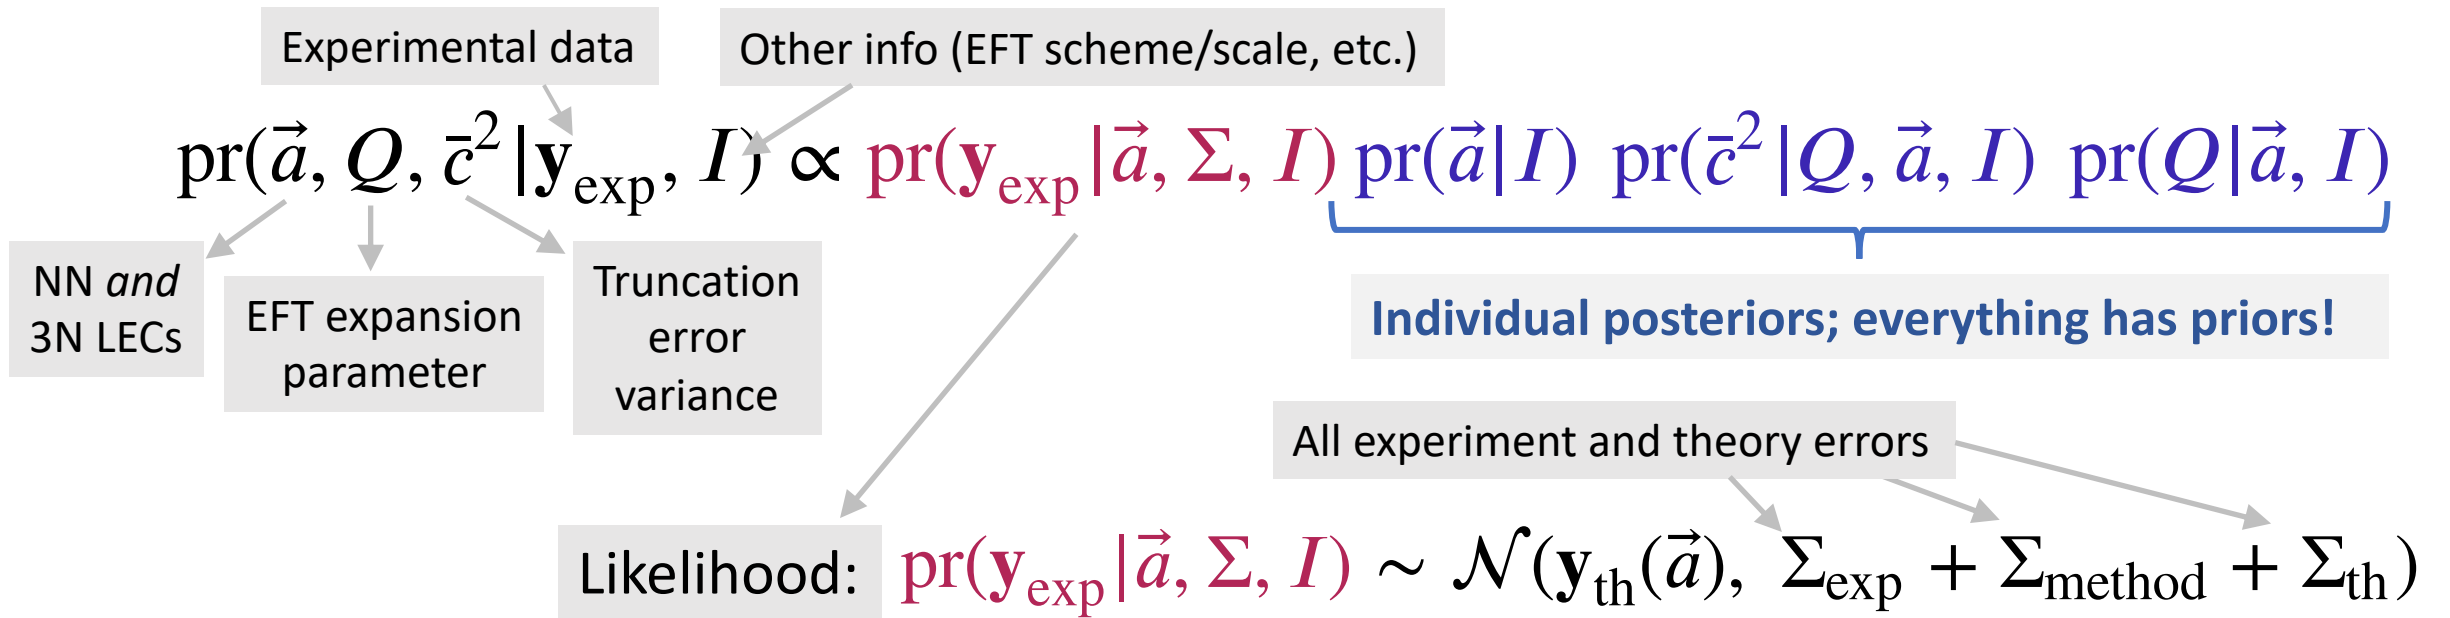 Experimental data
Other info (EFT scheme/scale, etc.)
pr(a⃗, Q, c̄²|y_exp, I) ∝ pr(y_exp|a⃗, Σ, I) pr(a⃗|I) pr(c̄²|Q, a⃗, I) pr(Q|a⃗, I)
NN and
3N LECs
EFT expansion
parameter
Truncation
error
variance
Individual posteriors; everything has priors!
All experiment and theory errors
Likelihood: pr(y_exp|a⃗, Σ, I) ∼ 𝒩(y_th(a⃗), Σ_exp + Σ_method + Σ_th)